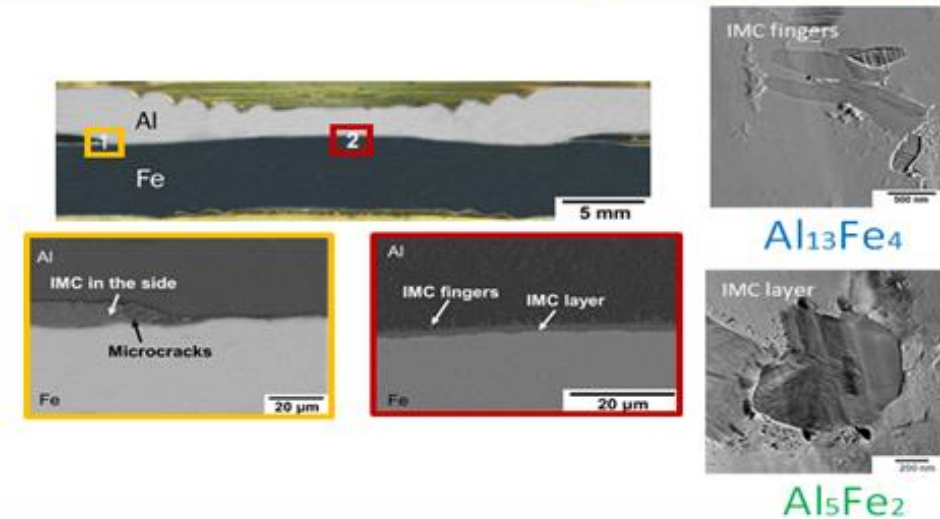 Al
1
2
Fe
5 mm
Al
IMC in the side
Microcracks
Fe
20 µm
Al
IMC fingers
IMC layer
Fe
20 µm
IMC fingers
500 nm
Al13Fe4
IMC layer
200 nm
Al5Fe2